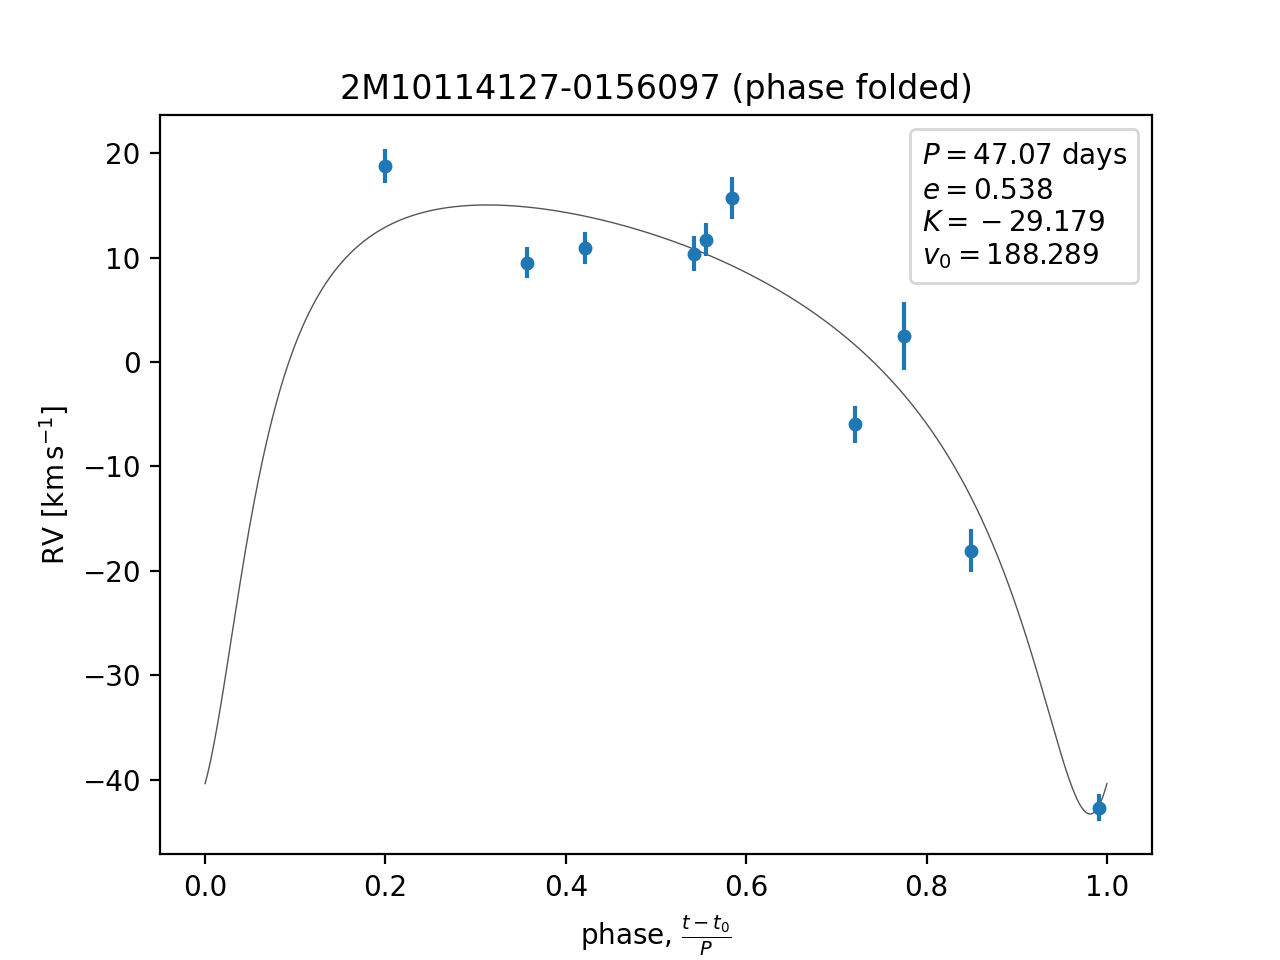 2M10114127-0156097 (phase folded)
P = 47.07 days
e = 0.538
K = −29.179
v₀ = 188.289
20
10
0
−10
−20
−30
−40
RV [km s⁻¹]
0.0 0.2 0.4 0.6 0.8 1.0
phase, (t − t₀)/P